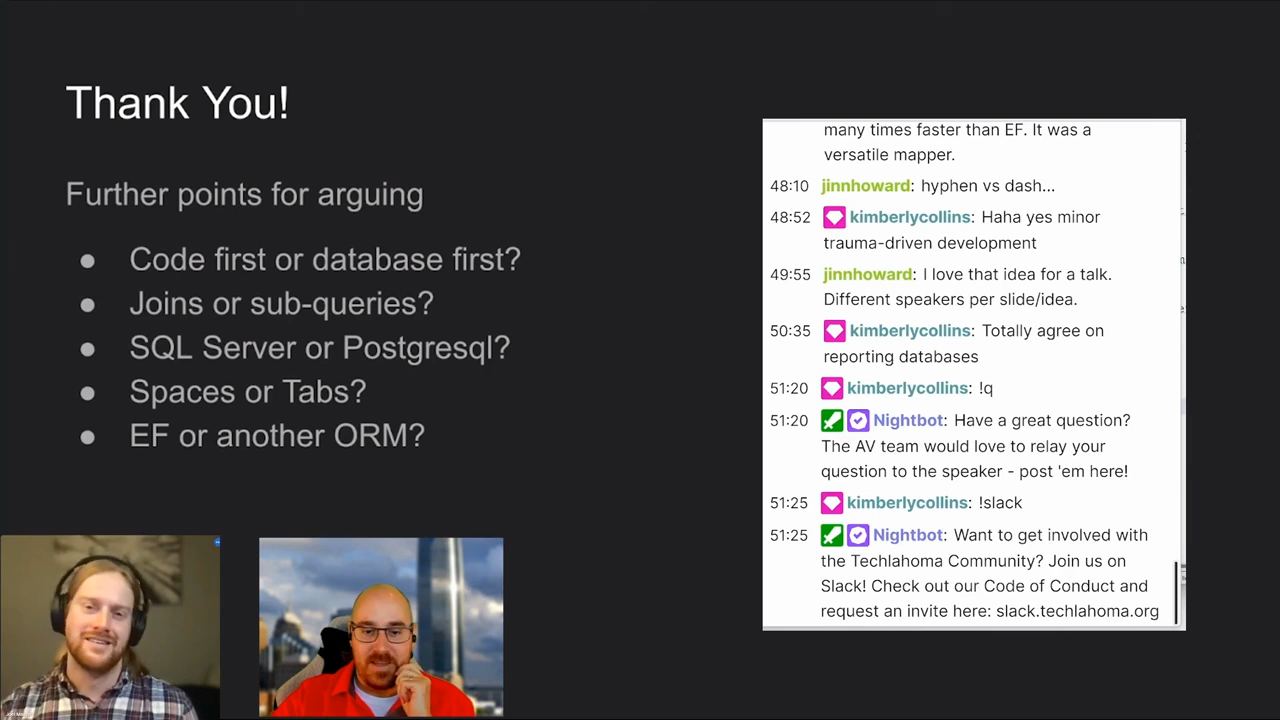 Thank You!
Further points for arguing
● Code first or database first?
● Joins or sub-queries?
● SQL Server or Postgresql?
● Spaces or Tabs?
● EF or another ORM?
many times faster than EF. It was a
versatile mapper.
48:10 jinnhoward: hyphen vs dash...
48:52 kimberlycollins: Haha yes minor
trauma-driven development
49:55 jinnhoward: I love that idea for a talk.
Different speakers per slide/idea.
50:35 kimberlycollins: Totally agree on
reporting databases
51:20 kimberlycollins: !q
51:20 Nightbot: Have a great question?
The AV team would love to relay your
question to the speaker - post 'em here!
51:25 kimberlycollins: !slack
51:25 Nightbot: Want to get involved with
the Techlahoma Community? Join us on
Slack! Check out our Code of Conduct and
request an invite here: slack.techlahoma.org